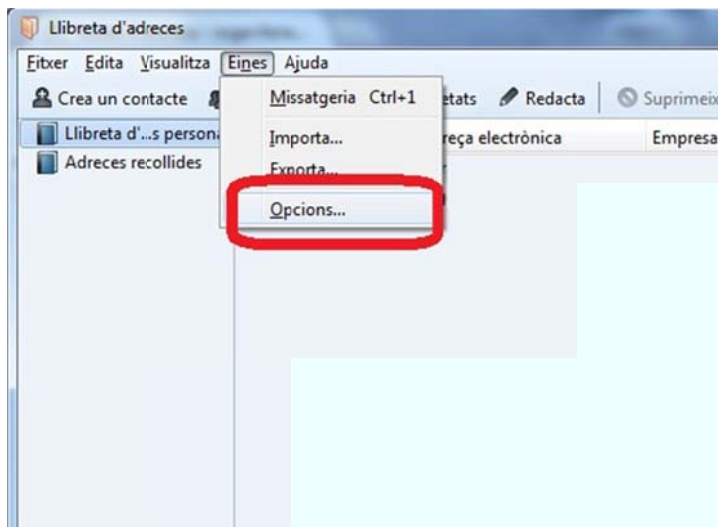 Llibreta d'adreces
Fitxer Edita Visualitza Eines Ajuda
Crea un contacte etats Redacta Suprimeix
Missatgeria Ctrl+1
Llibreta d'...s persona reça electrònica Empresa
Importa...
Adreces recollides
Exporta...
Opcions...